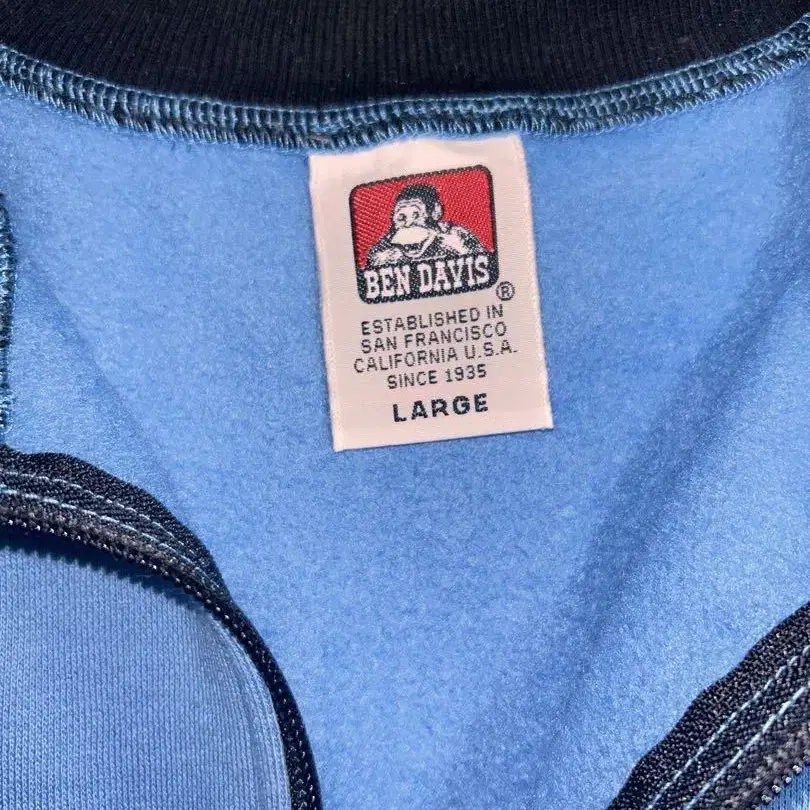 BEN DAVIS®
ESTABLISHED IN
SAN FRANCISCO
CALIFORNIA U.S.A.
SINCE 1935
LARGE